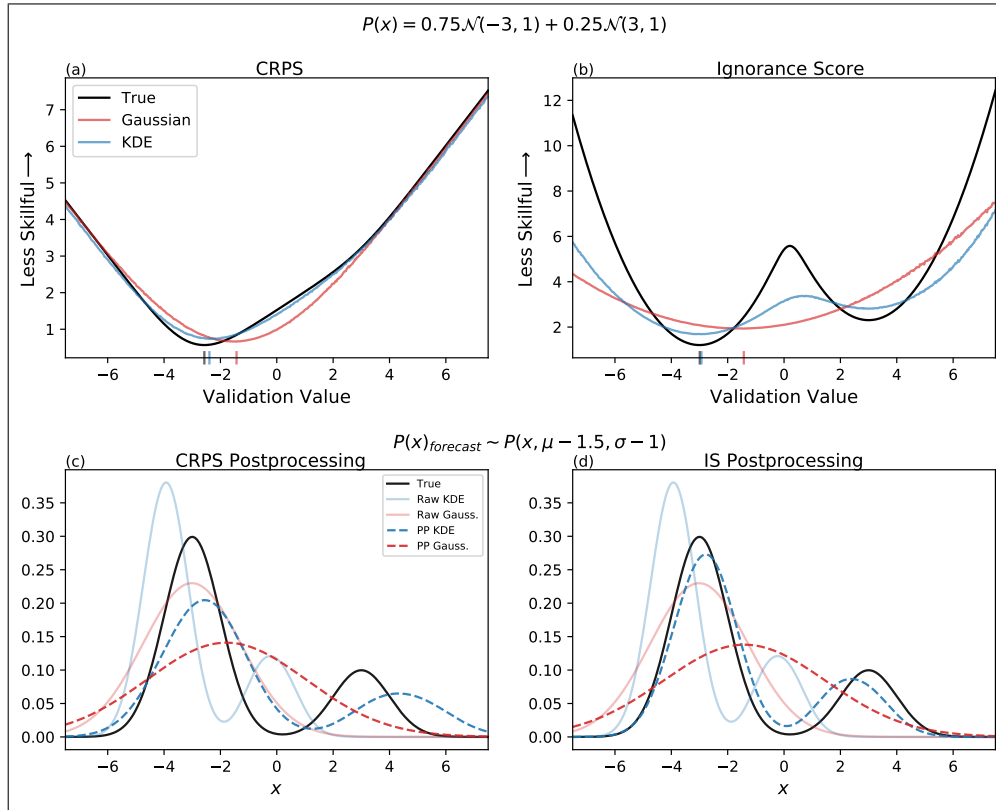 P(x) = 0.75𝒩(−3, 1) + 0.25𝒩(3, 1)
(a) CRPS
True
Gaussian
KDE
Less Skillful ⟶
7
6
5
4
3
2
1
−6 −4 −2 0 2 4 6
Validation Value
(b) Ignorance Score
Less Skillful ⟶
12
10
8
6
4
2
−6 −4 −2 0 2 4 6
Validation Value
P(x)forecast ~ P(x, μ − 1.5, σ − 1)
(c) CRPS Postprocessing
True
Raw KDE
Raw Gauss.
PP KDE
PP Gauss.
0.35
0.30
0.25
0.20
0.15
0.10
0.05
0.00
−6 −4 −2 0 2 4 6
x
(d) IS Postprocessing
0.35
0.30
0.25
0.20
0.15
0.10
0.05
0.00
−6 −4 −2 0 2 4 6
x